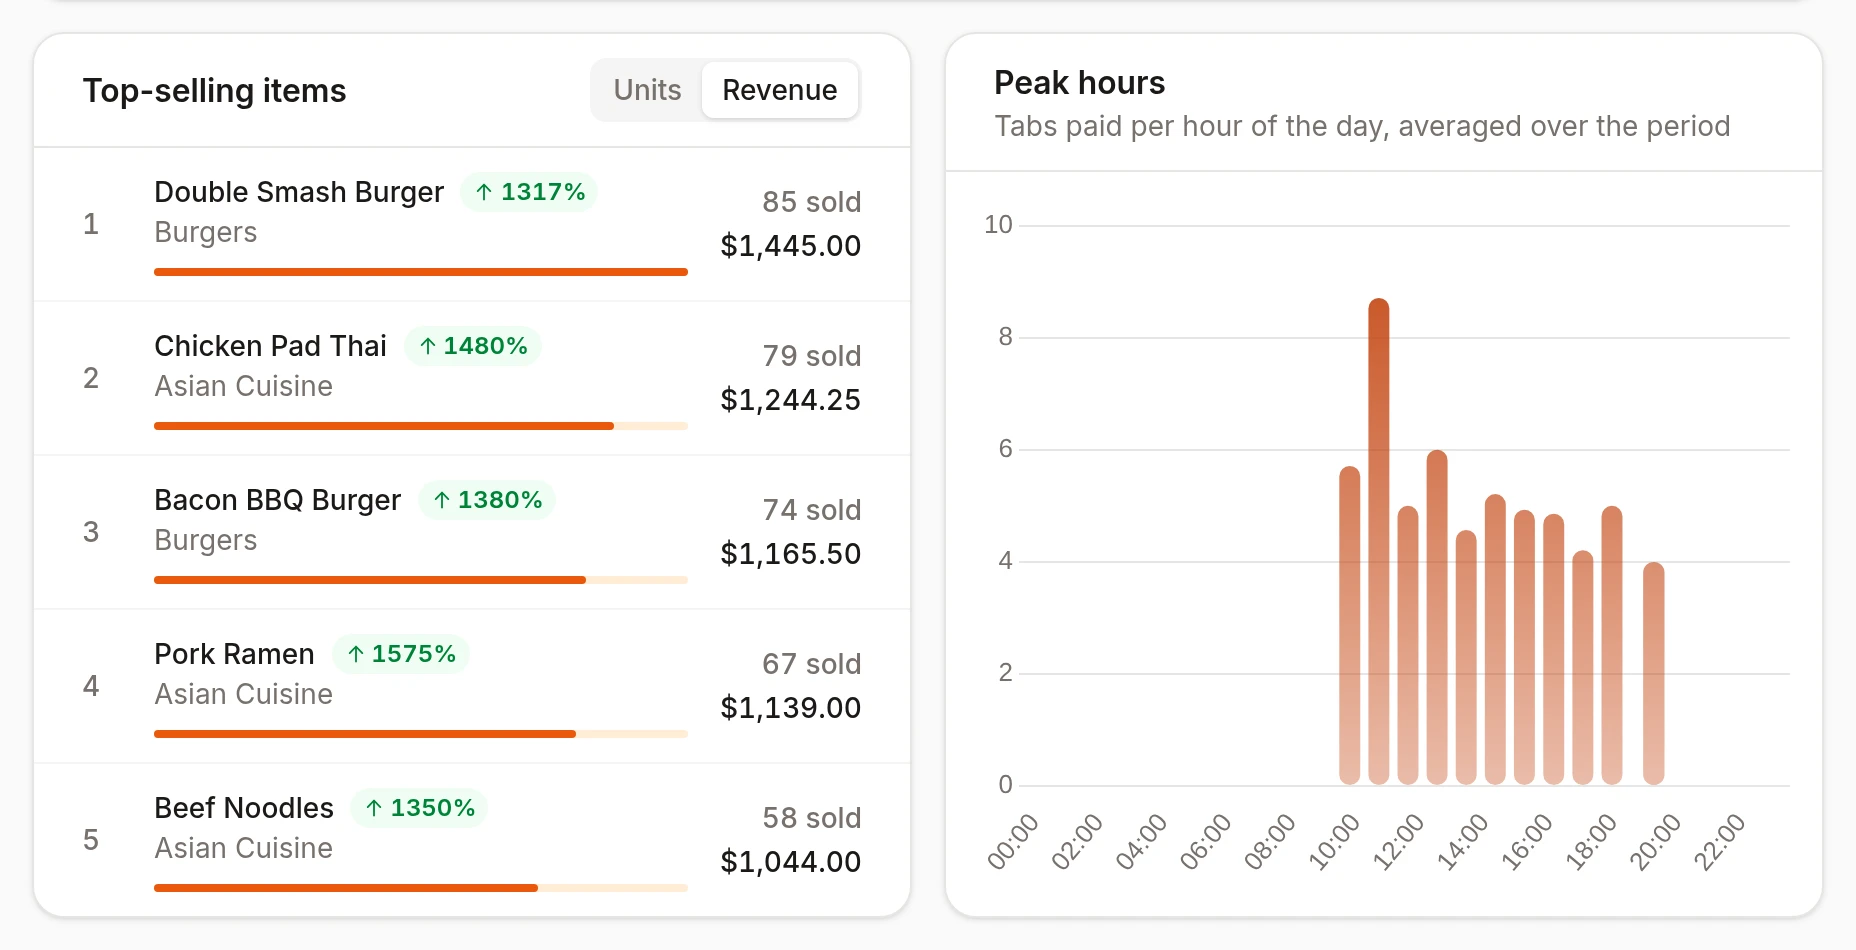 Top-selling items
Units Revenue
1
Double Smash Burger ↑ 1317%
Burgers
85 sold
$1,445.00
2
Chicken Pad Thai ↑ 1480%
Asian Cuisine
79 sold
$1,244.25
3
Bacon BBQ Burger ↑ 1380%
Burgers
74 sold
$1,165.50
4
Pork Ramen ↑ 1575%
Asian Cuisine
67 sold
$1,139.00
5
Beef Noodles ↑ 1350%
Asian Cuisine
58 sold
$1,044.00
Peak hours
Tabs paid per hour of the day, averaged over the period
10
8
6
4
2
0
00:00 02:00 04:00 06:00 08:00 10:00 12:00 14:00 16:00 18:00 20:00 22:00